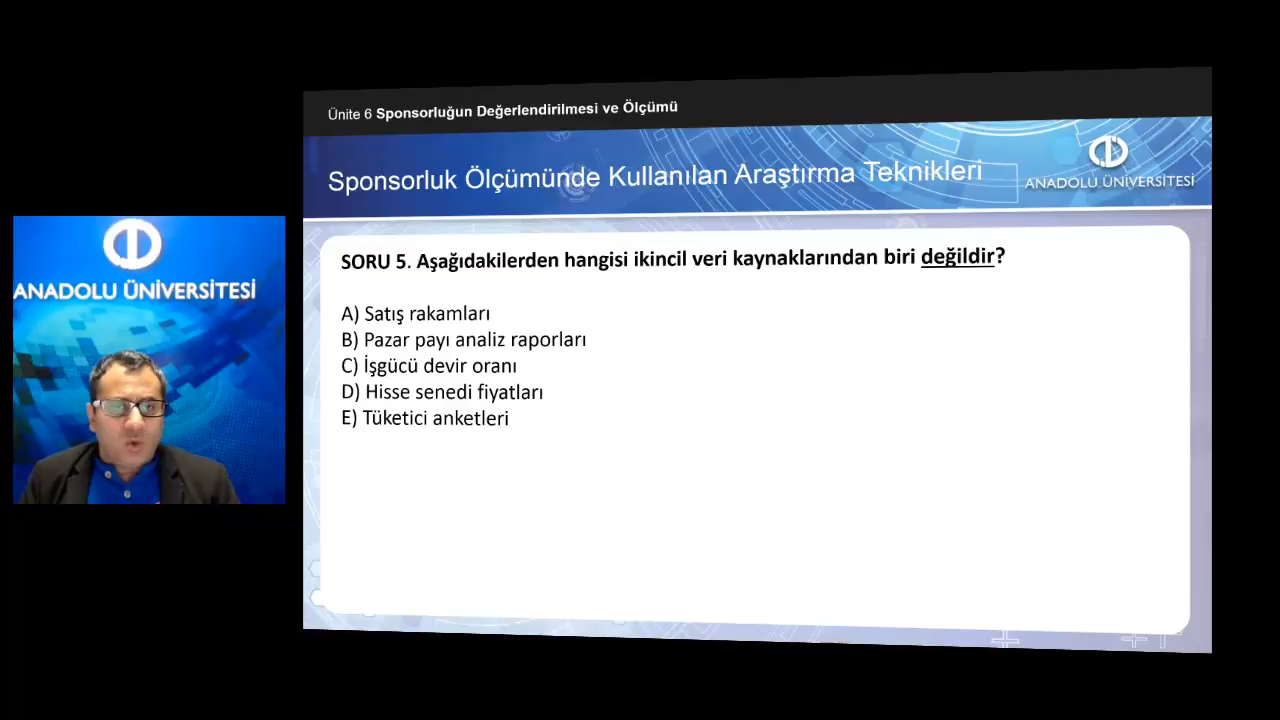 Ünite 6 Sponsorluğun Değerlendirilmesi ve Ölçümü
Sponsorluk Ölçümünde Kullanılan Araştırma Teknikleri
ANADOLU ÜNİVERSİTESİ
ANADOLU ÜNİVERSİTESİ
SORU 5. Aşağıdakilerden hangisi ikincil veri kaynaklarından biri değildir?
A) Satış rakamları
B) Pazar payı analiz raporları
C) İşgücü devir oranı
D) Hisse senedi fiyatları
E) Tüketici anketleri